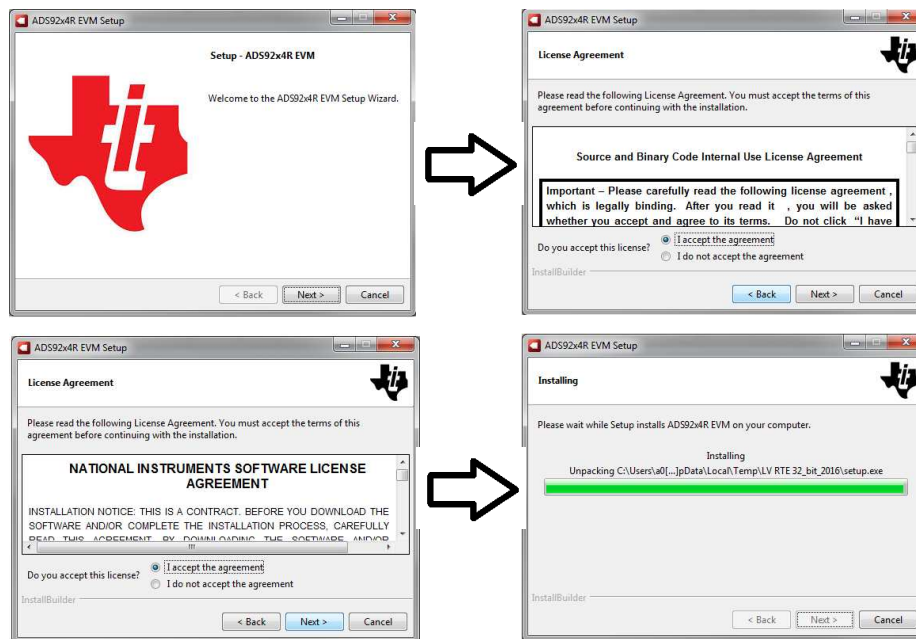 ADS92x4R EVM Setup
Setup - ADS92x4R EVM
Welcome to the ADS92x4R EVM Setup Wizard.
< Back
Next >
Cancel
ADS92x4R EVM Setup
License Agreement
Please read the following License Agreement. You must accept the terms of this
agreement before continuing with the installation.
Source and Binary Code Internal Use License Agreement
Important – Please carefully read the following license agreement ,
which is legally binding. After you read it , you will be asked
whether you accept and agree to its terms. Do not click “I have
Do you accept this license?
I accept the agreement
I do not accept the agreement
InstallBuilder
< Back
Next >
Cancel
ADS92x4R EVM Setup
License Agreement
Please read the following License Agreement. You must accept the terms of this
agreement before continuing with the installation.
NATIONAL INSTRUMENTS SOFTWARE LICENSE
AGREEMENT
INSTALLATION NOTICE: THIS IS A CONTRACT. BEFORE YOU DOWNLOAD THE
SOFTWARE AND/OR COMPLETE THE INSTALLATION PROCESS, CAREFULLY
READ THIS AGREEMENT. BY DOWNLOADING THE SOFTWARE AND/OR
Do you accept this license?
I accept the agreement
I do not accept the agreement
InstallBuilder
< Back
Next >
Cancel
ADS92x4R EVM Setup
Installing
Please wait while Setup installs ADS92x4R EVM on your computer.
Installing
Unpacking C:\Users\a0[...]pData\Local\Temp\LV RTE 32_bit_2016\setup.exe
InstallBuilder
< Back
Next >
Cancel